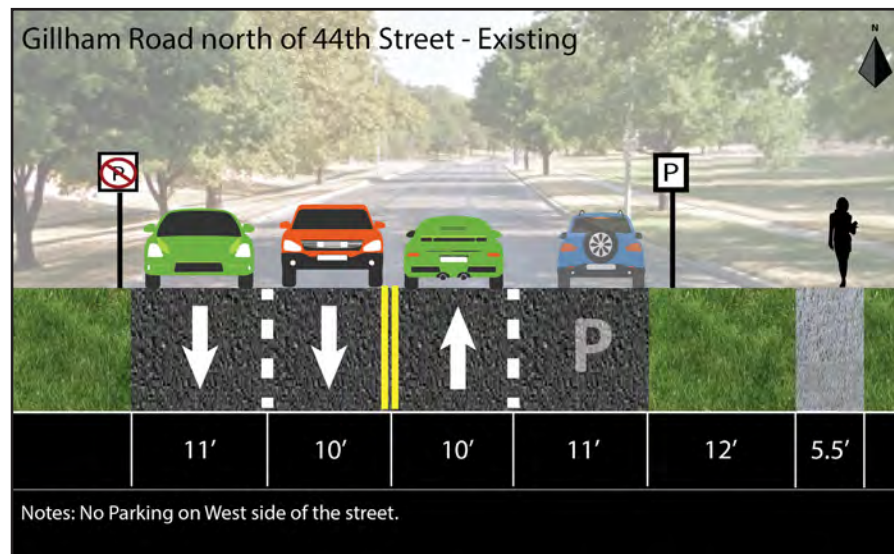 Gillham Road north of 44th Street - Existing
N
P
P
P
11’ 10’ 10’ 11’ 12’ 5.5’
Notes: No Parking on West side of the street.